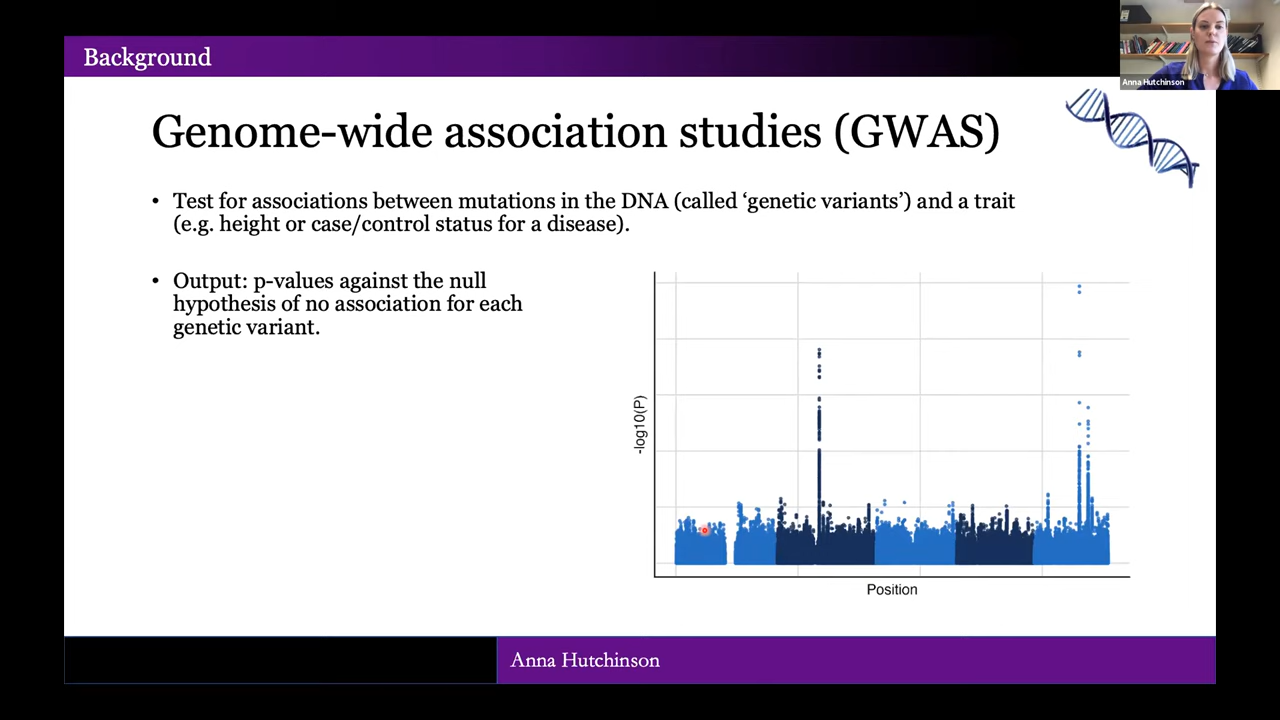 Background
Anna Hutchinson
Genome-wide association studies (GWAS)
• Test for associations between mutations in the DNA (called ‘genetic variants’) and a trait
(e.g. height or case/control status for a disease).
• Output: p-values against the null
hypothesis of no association for each
genetic variant.
-log10(P)
Position
Anna Hutchinson